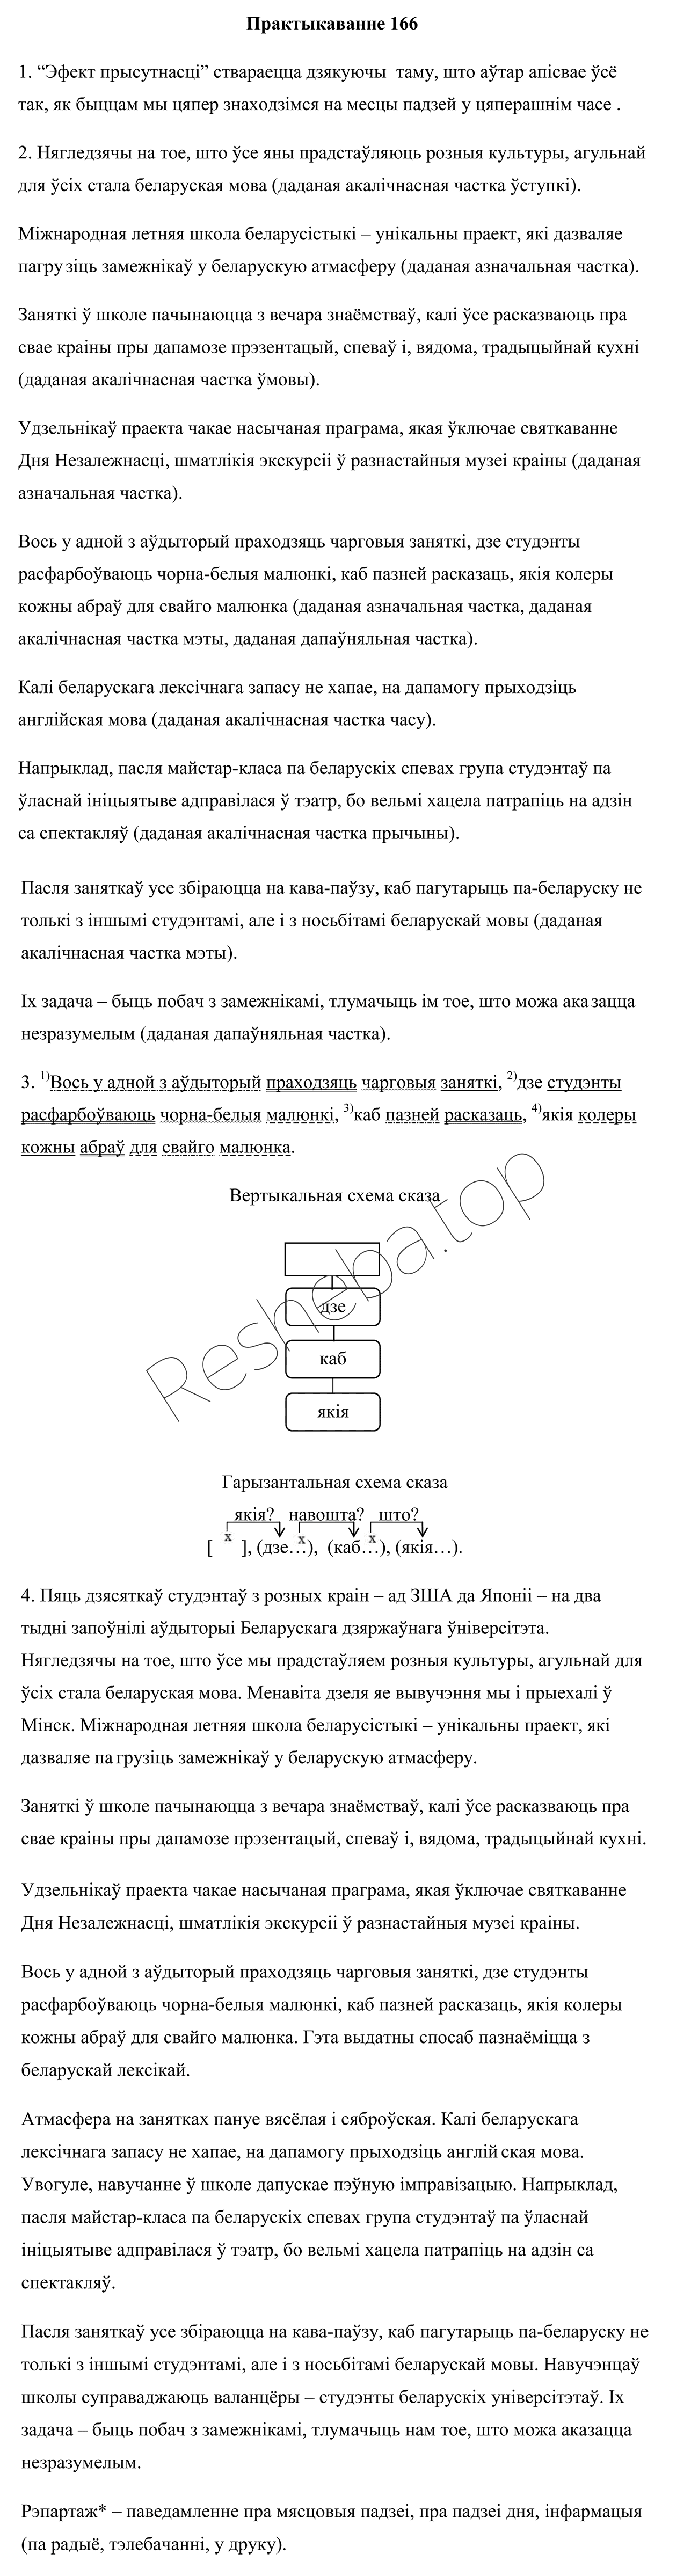 Практыкаванне 166
1. “Эфект прысутнасці” ствараецца дзякуючы таму, што аўтар апісвае ўсё
так, як быццам мы цяпер знаходзімся на месцы падзей у цяперашнім часе .
2. Нягледзячы на тое, што ўсе яны прадстаўляюць розныя культуры, агульнай
для ўсіх стала беларуская мова (даданая акалічнасная частка ўступкі).
Міжнародная летняя школа беларусістыкі – унікальны праект, які дазваляе
пагрузіць замежнікаў у беларускую атмасферу (даданая азначальная частка).
Заняткі ў школе пачынаюцца з вечара знаёмстваў, калі ўсе расказваюць пра
свае краіны пры дапамозе прэзентацый, спеваў і, вядома, традыцыйнай кухні
(даданая акалічнасная частка ўмовы).
Удзельнікаў праекта чакае насычаная праграма, якая ўключае святкаванне
Дня Незалежнасці, шматлікія экскурсіі ў разнастайныя музеі краіны (даданая
азначальная частка).
Вось у адной з аўдыторый праходзяць чарговыя заняткі, дзе студэнты
расфарбоўваюць чорна-белыя малюнкі, каб пазней расказаць, якія колеры
кожны абраў для свайго малюнка (даданая азначальная частка, даданая
акалічнасная частка мэты, даданая дапаўняльная частка).
Калі беларускага лексічнага запасу не хапае, на дапамогу прыходзіць
англійская мова (даданая акалічнасная частка часу).
Напрыклад, пасля майстар-класа па беларускіх спевах група студэнтаў па
ўласнай ініцыятыве адправілася ў тэатр, бо вельмі хацела патрапіць на адзін
са спектакляў (даданая акалічнасная частка прычыны).
Пасля заняткаў усе збіраюцца на кава-паўзу, каб пагутарыць па-беларуску не
толькі з іншымі студэнтамі, але і з носьбітамі беларускай мовы (даданая
акалічнасная частка мэты).
Іх задача – быць побач з замежнікамі, тлумачыць ім тое, што можа аказацца
незразумелым (даданая дапаўняльная частка).
3. 1)Вось у адной з аўдыторый праходзяць чарговыя заняткі, 2)дзе студэнты
расфарбоўваюць чорна-белыя малюнкі, 3)каб пазней расказаць, 4)якія колеры
кожны абраў для свайго малюнка.
Вертыкальная схема сказа
дзе
каб
якія
Resheba.top
Гарызантальная схема сказа
якія? навошта? што?
х х х
[ ], (дзе…), (каб…), (якія…).
4. Пяць дзясяткаў студэнтаў з розных краін – ад ЗША да Японіі – на два
тыдні запоўнілі аўдыторыі Беларускага дзяржаўнага ўніверсітэта.
Нягледзячы на тое, што ўсе мы прадстаўляем розныя культуры, агульнай для
ўсіх стала беларуская мова. Менавіта дзеля яе вывучэння мы і прыехалі ў
Мінск. Міжнародная летняя школа беларусістыкі – унікальны праект, які
дазваляе пагрузіць замежнікаў у беларускую атмасферу.
Заняткі ў школе пачынаюцца з вечара знаёмстваў, калі ўсе расказваюць пра
свае краіны пры дапамозе прэзентацый, спеваў і, вядома, традыцыйнай кухні.
Удзельнікаў праекта чакае насычаная праграма, якая ўключае святкаванне
Дня Незалежнасці, шматлікія экскурсіі ў разнастайныя музеі краіны.
Вось у адной з аўдыторый праходзяць чарговыя заняткі, дзе студэнты
расфарбоўваюць чорна-белыя малюнкі, каб пазней расказаць, якія колеры
кожны абраў для свайго малюнка. Гэта выдатны спосаб пазнаёміцца з
беларускай лексікай.
Атмасфера на занятках пануе вясёлая і сяброўская. Калі беларускага
лексічнага запасу не хапае, на дапамогу прыходзіць англійская мова.
Увогуле, навучанне ў школе дапускае пэўную імправізацыю. Напрыклад,
пасля майстар-класа па беларускіх спевах група студэнтаў па ўласнай
ініцыятыве адправілася ў тэатр, бо вельмі хацела патрапіць на адзін са
спектакляў.
Пасля заняткаў усе збіраюцца на кава-паўзу, каб пагутарыць па-беларуску не
толькі з іншымі студэнтамі, але і з носьбітамі беларускай мовы. Навучэнцаў
школы суправаджаюць валанцёры – студэнты беларускіх універсітэтаў. Іх
задача – быць побач з замежнікамі, тлумачыць нам тое, што можа аказацца
незразумелым.
Рэпартаж* – паведамленне пра мясцовыя падзеі, пра падзеі дня, інфармацыя
(па радыё, тэлебачанні, у друку).